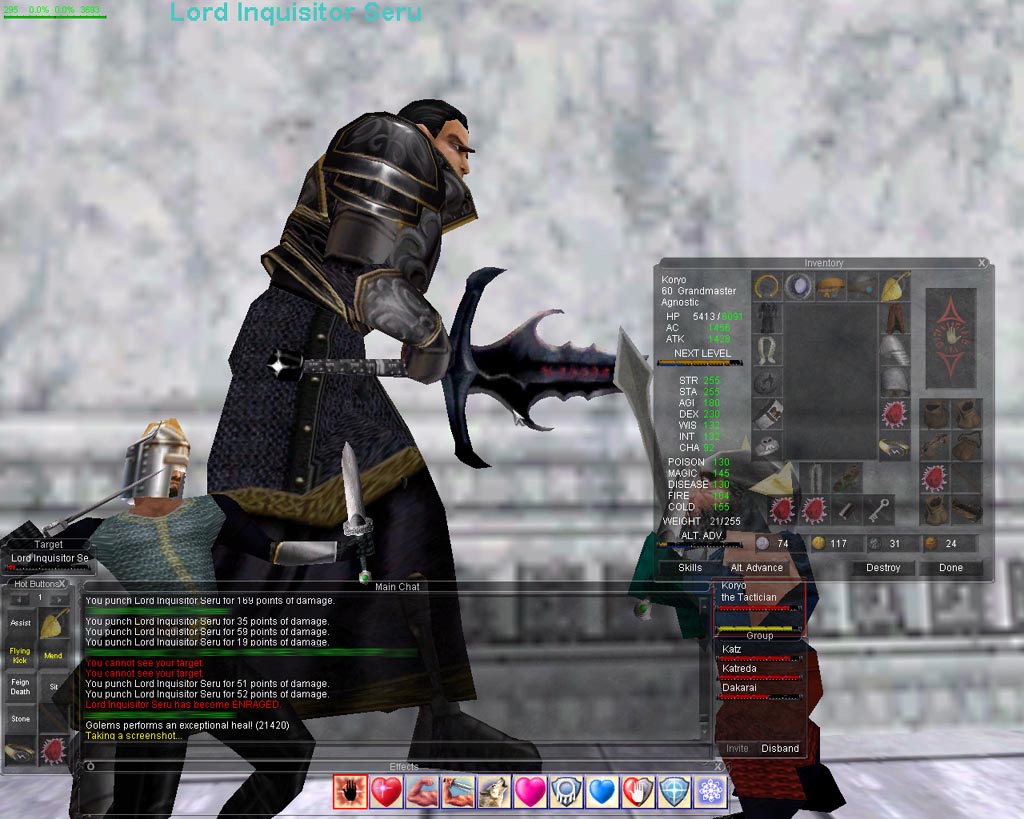 295 0.0% 0.0% 3693
Lord Inquisitor Seru
Inventory X
Koryo
60 Grandmaster
Agnostic
HP 5413/6091
AC 1456
ATK 1428
NEXT LEVEL
STR 255
STA 255
AGI 180
DEX 230
WIS 132
INT 132
CHA 92
POISON 130
MAGIC 145
DISEASE 130
FIRE 164
COLD 165
WEIGHT 21/255
ALT. ADV.
74 117 31 24
Skills Alt. Advance Destroy Done
Target
Lord Inquisitor Se
Hot Buttons X
1
Assist
Flying Kick Mend
Feign Death Sit
Stone
Main Chat
You punch Lord Inquisitor Seru for 169 points of damage.
You punch Lord Inquisitor Seru for 35 points of damage.
You punch Lord Inquisitor Seru for 59 points of damage.
You punch Lord Inquisitor Seru for 19 points of damage.
You cannot see your target.
You cannot see your target.
You punch Lord Inquisitor Seru for 51 points of damage.
You punch Lord Inquisitor Seru for 52 points of damage.
Lord Inquisitor Seru has become ENRAGED.
Golems performs an exceptional heal! (21420)
Taking a screenshot...
Koryo
the Tactician
Group
Katz
Katreda
Dakarai
Invite Disband
Effects X